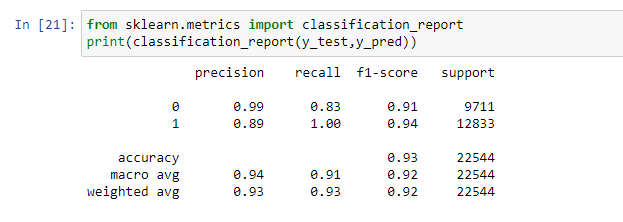 In [21]: from sklearn.metrics import classification_report
print(classification_report(y_test,y_pred))
precision recall f1-score support
0 0.99 0.83 0.91 9711
1 0.89 1.00 0.94 12833
accuracy 0.93 22544
macro avg 0.94 0.91 0.92 22544
weighted avg 0.93 0.93 0.92 22544